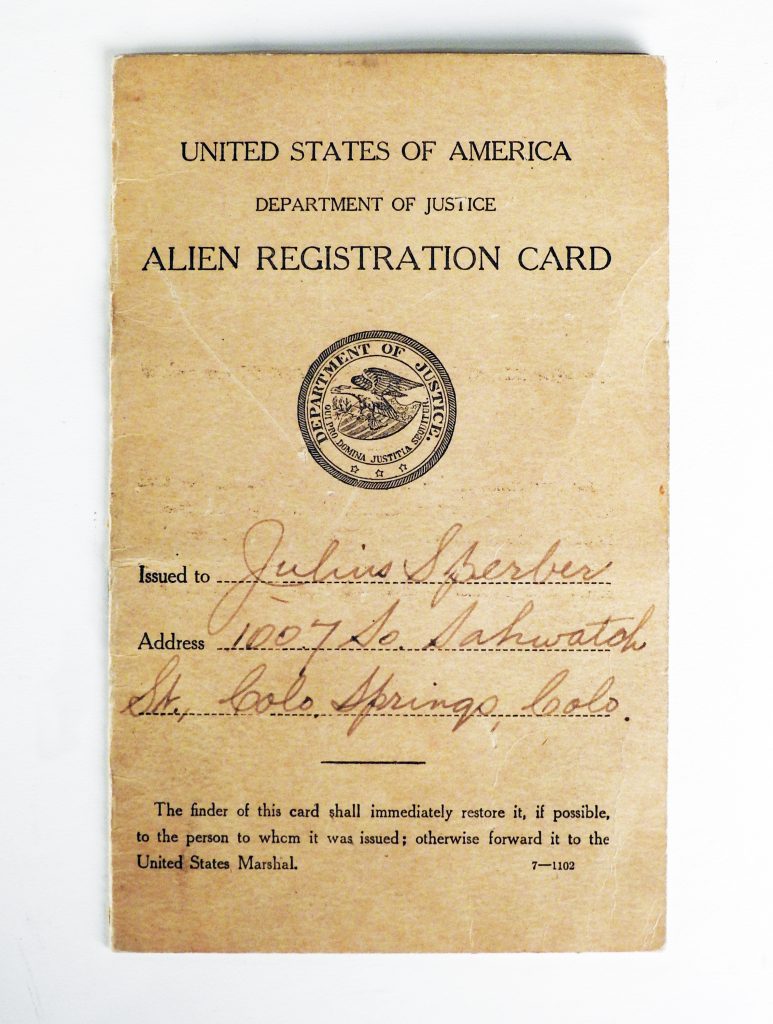 UNITED STATES OF AMERICA
DEPARTMENT OF JUSTICE
ALIEN REGISTRATION CARD
DEPARTMENT OF JUSTICE.
QUI PRO DOMINA JUSTITIA SEQUITUR
Issued to Julius Sperber
Address 1007 So. Sahwatch
St., Colo. Springs, Colo.
The finder of this card shall immediately restore it, if possible,
to the person to whom it was issued; otherwise forward it to the
United States Marshal. 7—1102